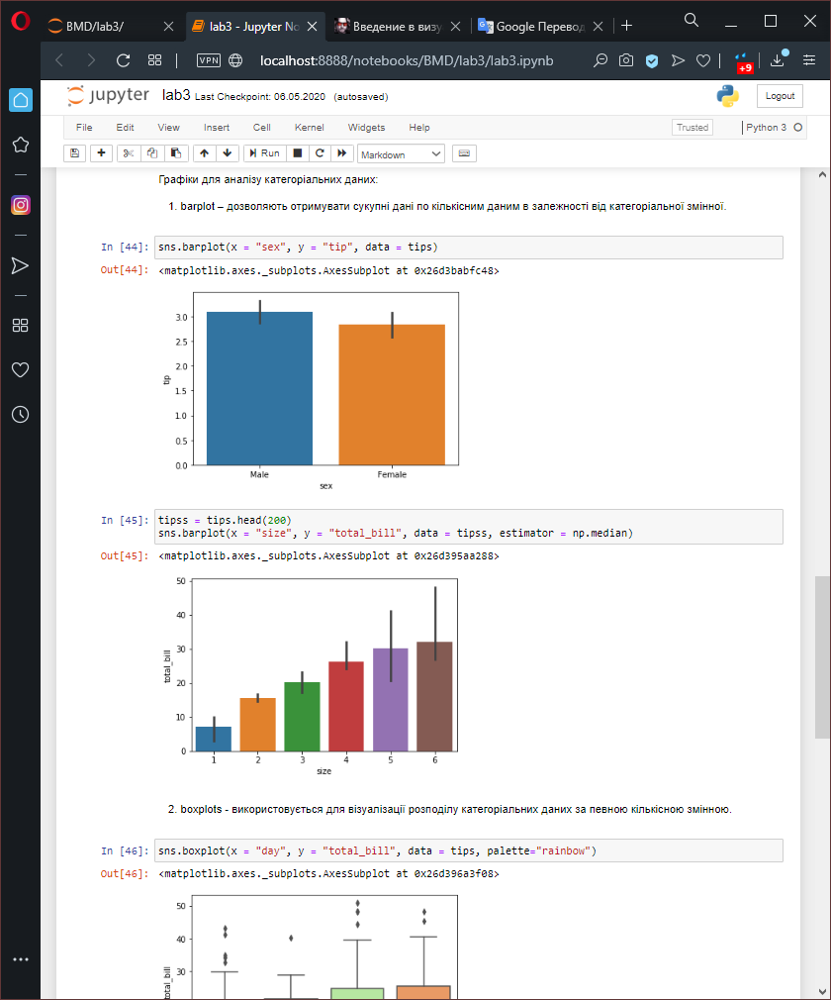 BMD/lab3/
lab3 - Jupyter No
Введение в визу
Google Перевод
VPN
localhost:8888/notebooks/BMD/lab3/lab3.ipynb
+9
jupyter lab3 Last Checkpoint: 06.05.2020 (autosaved)
Logout
File Edit View Insert Cell Kernel Widgets Help
Trusted
Python 3
Run
Markdown
Графіки для аналізу категоріальних даних:
1. barplot – дозволяють отримувати сукупні дані по кількісним даним в залежності від категоріальної змінної.
In [44]: sns.barplot(x = "sex", y = "tip", data = tips)
Out[44]: <matplotlib.axes._subplots.AxesSubplot at 0x26d3babfc48>
3.0
2.5
2.0
1.5
1.0
0.5
0.0
tip
Male Female
sex
In [45]: tipss = tips.head(200)
sns.barplot(x = "size", y = "total_bill", data = tipss, estimator = np.median)
Out[45]: <matplotlib.axes._subplots.AxesSubplot at 0x26d395aa288>
50
40
30
20
10
0
total_bill
1 2 3 4 5 6
size
2. boxplots - використовується для візуалізації розподілу категоріальних даних за певною кількісною змінною.
In [46]: sns.boxplot(x = "day", y = "total_bill", data = tips, palette="rainbow")
Out[46]: <matplotlib.axes._subplots.AxesSubplot at 0x26d396a3f08>
50
40
30
total_bill